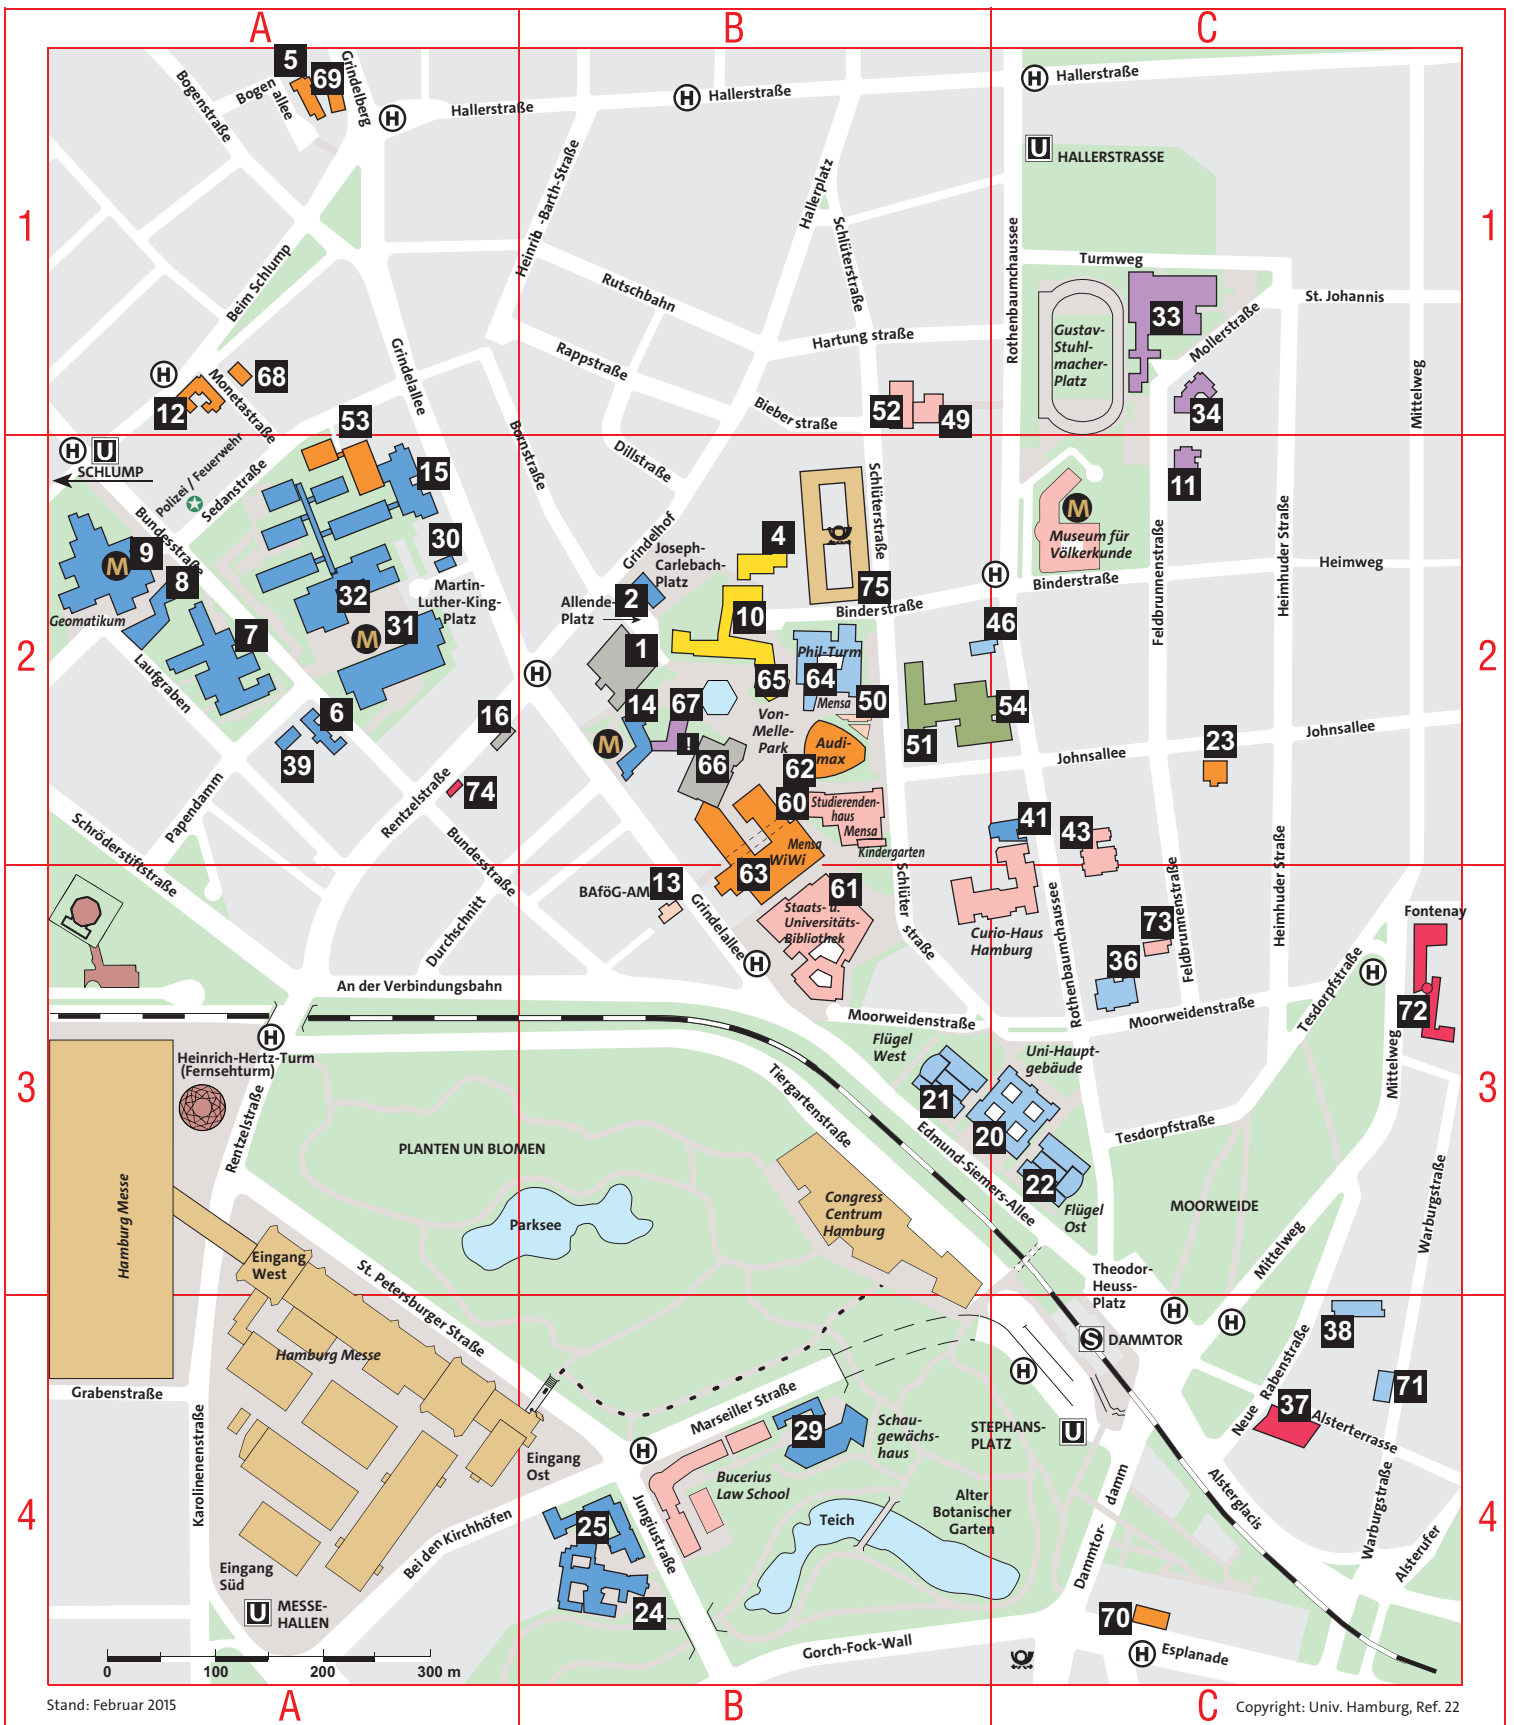 A
B
C
5
69
Grindelberg
Bogenstraße
Bogen
allee
H
Hallerstraße
H
Hallerstraße
H
Hallerstraße
U
HALLERSTRASSE
1
1
Heinrib -Barth-Straße
Hallerplatz
Schlüterstraße
Rothenbaumchaussee
Turmweg
Beim Schlump
Rutschbahn
33
St. Johannis
Mollerstraße
Gustav-
Stuhl-
macher-
Platz
Hartung straße
Rappstraße
Grindelallee
H
68
Monetastraße
12
Mittelweg
34
52
49
Bieber straße
53
H
U
SCHLUMP
Polizei / Feuerwehr
Sedanstraße
15
Bornstraße
Dillstraße
Schlüterstraße
11
M
Museum für
Völkerkunde
Bundesstraße
Grindelhof
4
30
9
M
8
Joseph-
Carlebach-
Platz
75
H
Binderstraße
Heimweg
Feldbrunnenstraße
Heimhuder Straße
Martin-
Luther-King-
Platz
32
2
Allende-
Platz
10
Binder straße
Geomatikum
31
M
7
1
46
Phil-Turm
2
2
H
65
64
Laufgraben
Mensa
50
54
14
67
6
16
Von-
Melle-
Park
51
M
!
66
Audi-
max
23
Johnsallee
Johnsallee
39
62
74
60
Studierenden-
haus
Mensa
Papendamm
Rentzelstraße
41
43
Schröderstiftstraße
Bundesstraße
Mensa
WiWi
Kindergarten
63
BAföG-AM
13
61
Schlüter
straße
Staats- u.
Universitäts-
Bibliothek
Rothenbaumchaussee
Feldbrunnenstraße
Heimhuder Straße
Fontenay
Grindelallee
Durchschnitt
Curio-Haus
Hamburg
73
36
H
H
An der Verbindungsbahn
Tesdorpfstraße
72
Moorweidenstraße
Moorweidenstraße
H
Flügel
West
Uni-Haupt-
gebäude
Heinrich-Hertz-Turm
(Fernsehturm)
Mittelweg
3
3
Tiergartenstraße
21
Rentzelstraße
20
Edmund-Siemers-Allee
Tesdorpfstraße
PLANTEN UN BLOMEN
22
Hamburg Messe
Congress
Centrum
Hamburg
Flügel
Ost
MOORWEIDE
Warburgstraße
Parksee
Mittelweg
Eingang
West
Theodor-
Heuss-
Platz
St. Petersburger Straße
H
H
38
S
DAMMTOR
Hamburg Messe
H
Neue Rabenstraße
71
Grabenstraße
37
Alsterterrasse
Marseiller Straße
29
Schau-
gewächs-
haus
STEPHANS-
PLATZ
U
Karolinenstraße
H
Eingang
Ost
Bucerius
Law School
Alsterglacis
Dammtor-
damm
Warburgstraße
4
4
Alter
Botanischer
Garten
Teich
25
Jungiustraße
Bei den Kirchhöfen
Alsterufer
Eingang
Süd
U
MESSE-
HALLEN
24
70
Gorch-Fock-Wall
H
Esplanade
0
100
200
300 m
Stand: Februar 2015
A
B
C
Copyright: Univ. Hamburg, Ref. 22